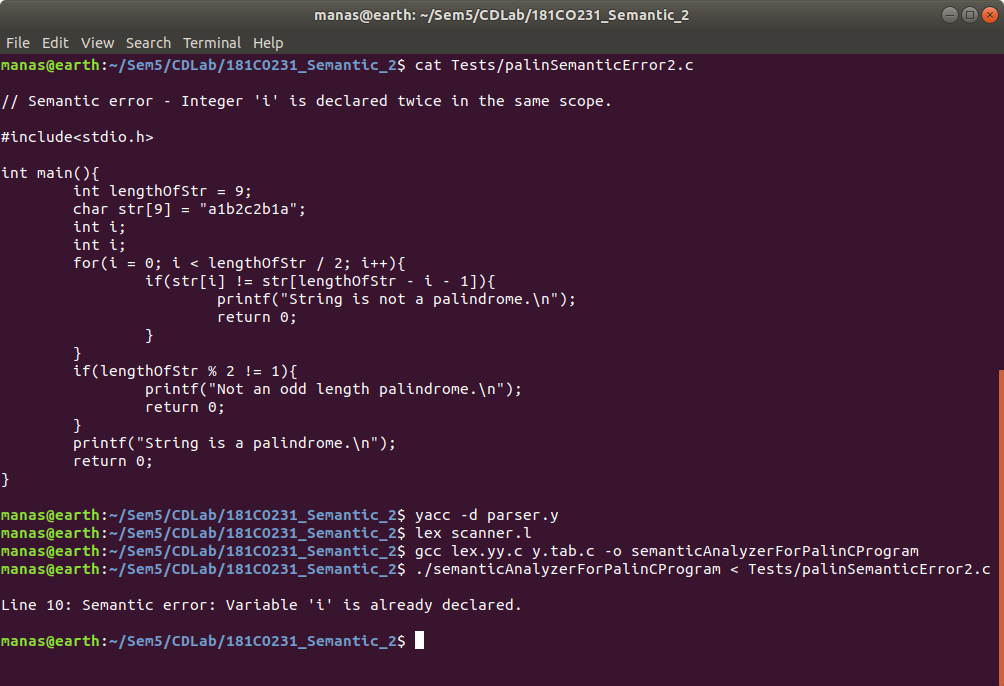 manas@earth: ~/Sem5/CDLab/181CO231_Semantic_2
File Edit View Search Terminal Help
manas@earth:~/Sem5/CDLab/181CO231_Semantic_2$ cat Tests/palinSemanticError2.c
// Semantic error - Integer 'i' is declared twice in the same scope.
#include<stdio.h>
int main(){
        int lengthOfStr = 9;
        char str[9] = "a1b2c2b1a";
        int i;
        int i;
        for(i = 0; i < lengthOfStr / 2; i++){
                if(str[i] != str[lengthOfStr - i - 1]){
                        printf("String is not a palindrome.\n");
                        return 0;
                }
        }
        if(lengthOfStr % 2 != 1){
                printf("Not an odd length palindrome.\n");
                return 0;
        }
        printf("String is a palindrome.\n");
        return 0;
}
manas@earth:~/Sem5/CDLab/181CO231_Semantic_2$ yacc -d parser.y
manas@earth:~/Sem5/CDLab/181CO231_Semantic_2$ lex scanner.l
manas@earth:~/Sem5/CDLab/181CO231_Semantic_2$ gcc lex.yy.c y.tab.c -o semanticAnalyzerForPalinCProgram
manas@earth:~/Sem5/CDLab/181CO231_Semantic_2$ ./semanticAnalyzerForPalinCProgram < Tests/palinSemanticError2.c
Line 10: Semantic error: Variable 'i' is already declared.
manas@earth:~/Sem5/CDLab/181CO231_Semantic_2$